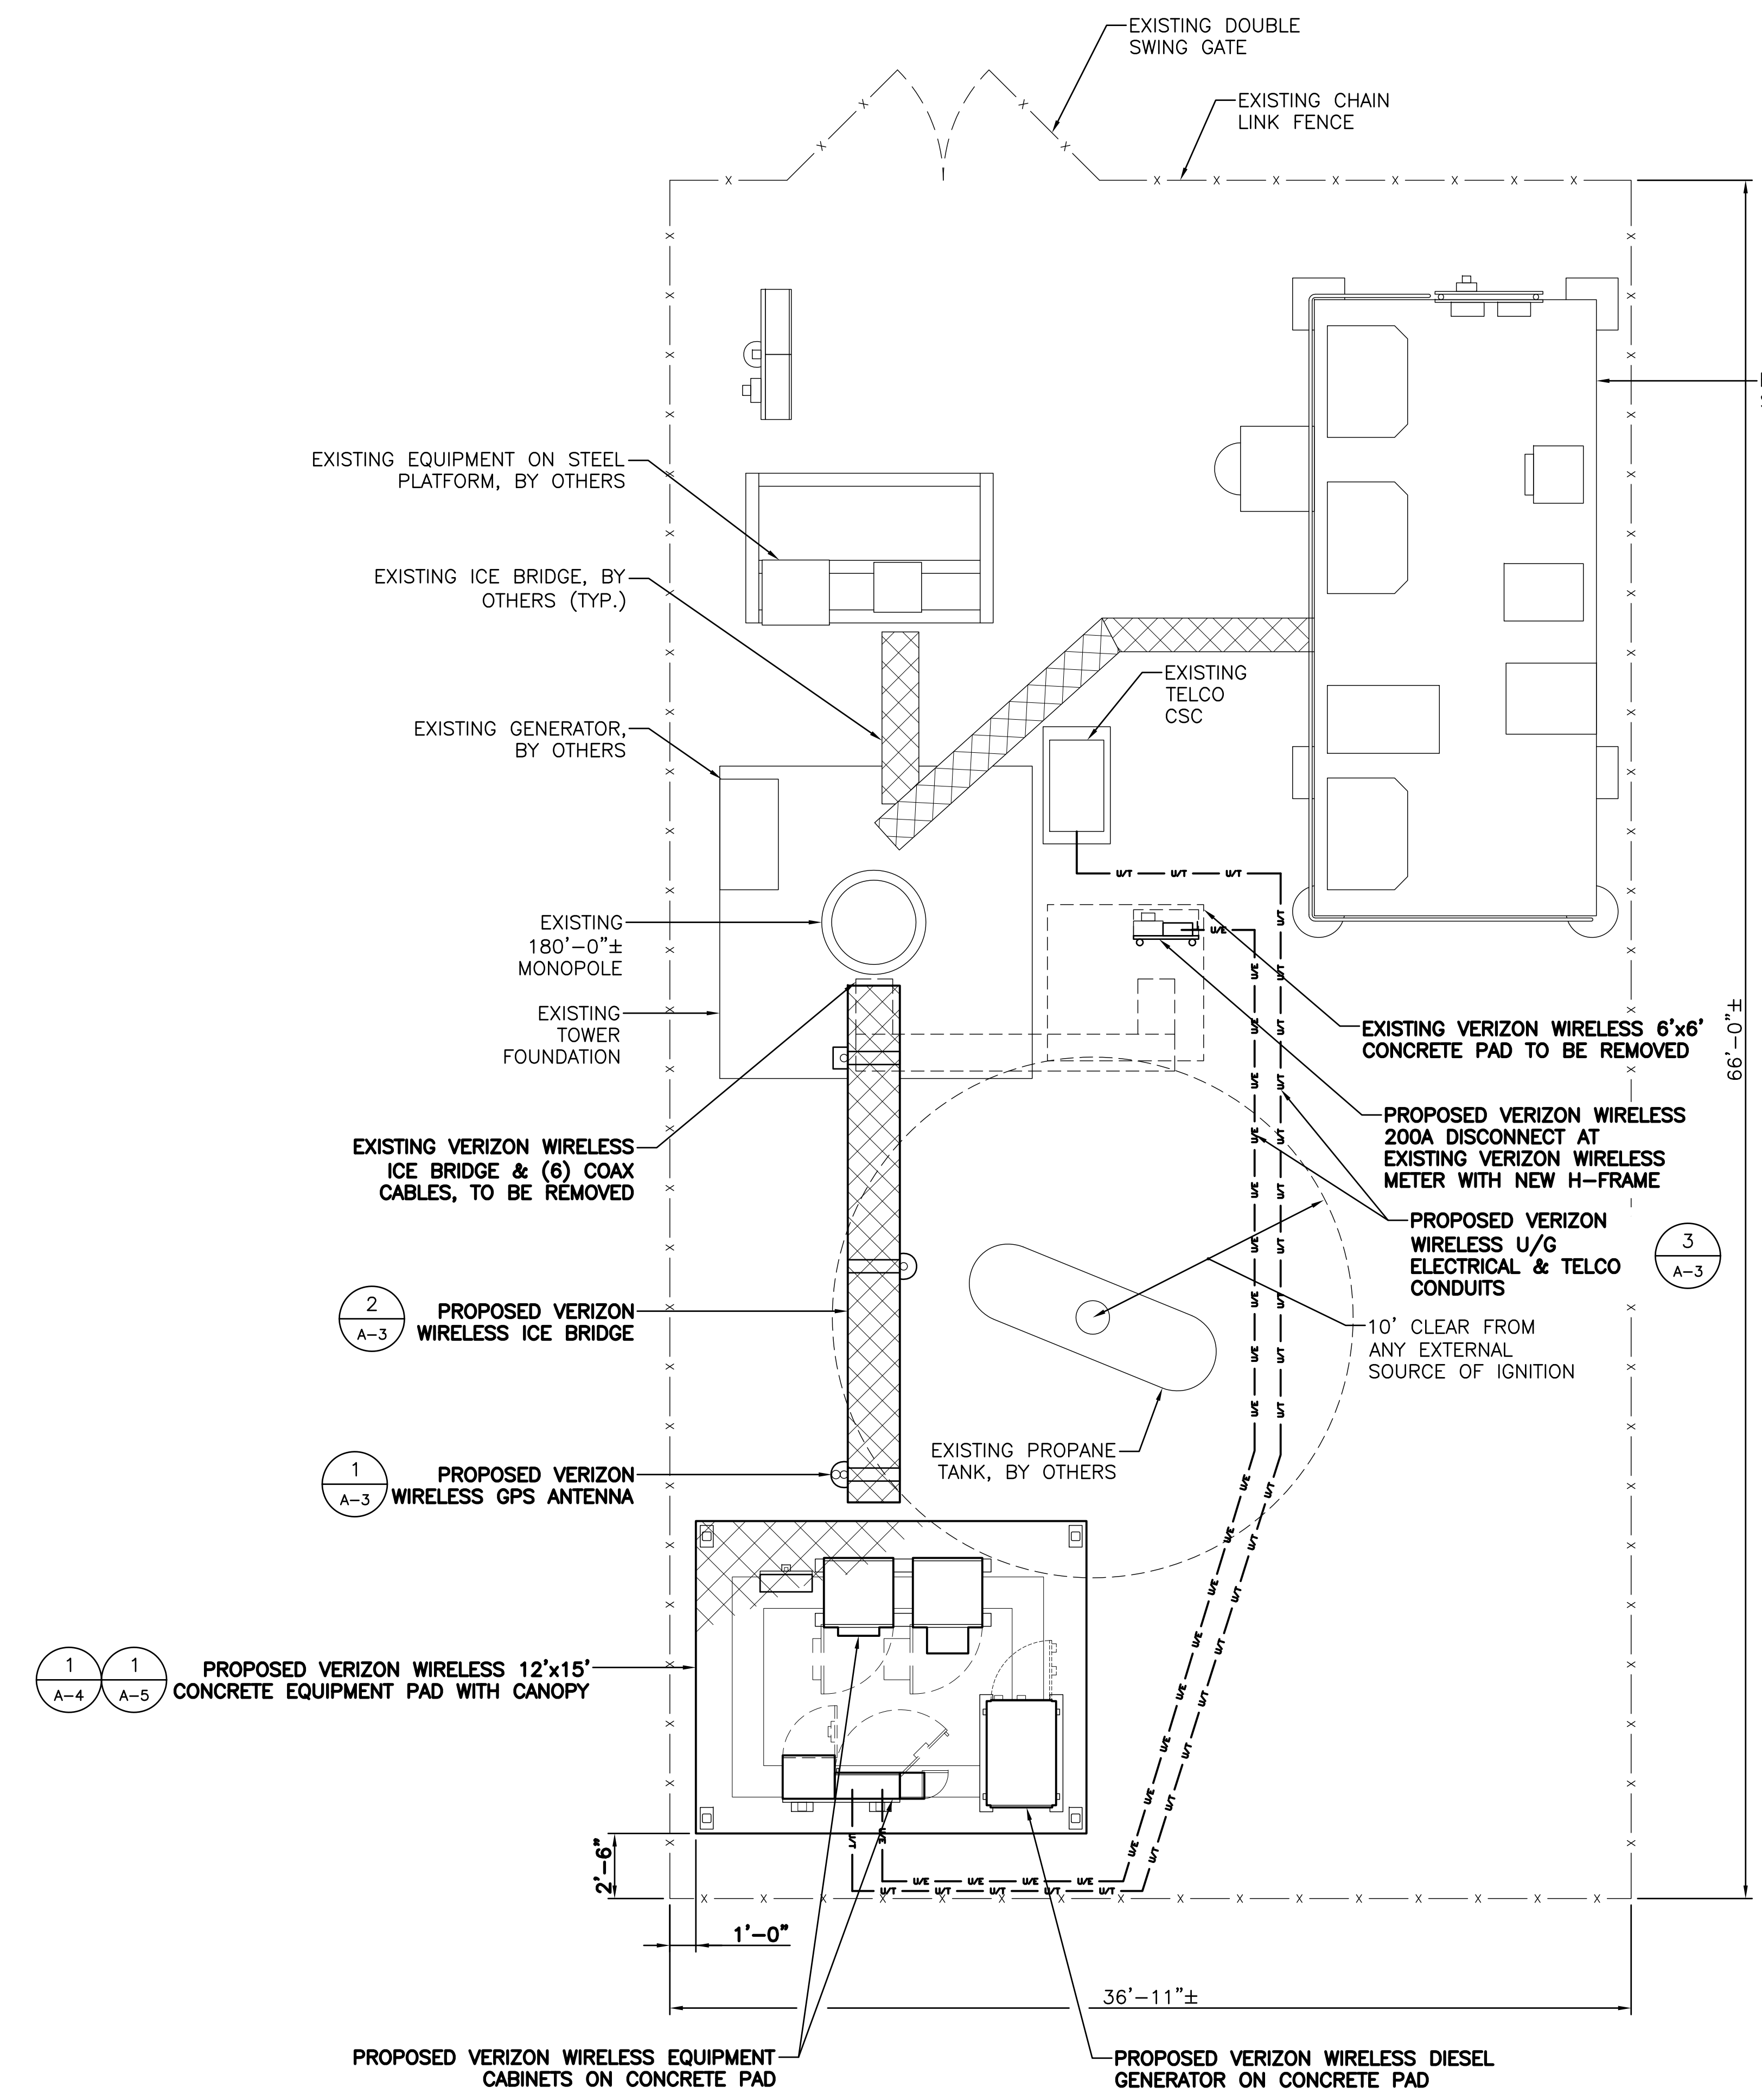 EXISTING DOUBLE
SWING GATE
EXISTING CHAIN
LINK FENCE
EXISTING EQUIPMENT ON STEEL
PLATFORM, BY OTHERS
EXISTING ICE BRIDGE, BY
OTHERS (TYP.)
EXISTING TELCO CSC
EXISTING GENERATOR,
BY OTHERS
U/T U/T U/T
U/E
EXISTING
180'-0"±
MONOPOLE
EXISTING
TOWER
FOUNDATION
EXISTING VERIZON WIRELESS 6'x6'
CONCRETE PAD TO BE REMOVED
66'-0"±
PROPOSED VERIZON WIRELESS
200A DISCONNECT AT
EXISTING VERIZON WIRELESS
METER WITH NEW H-FRAME
EXISTING VERIZON WIRELESS
ICE BRIDGE & (6) COAX
CABLES, TO BE REMOVED
PROPOSED VERIZON
WIRELESS U/G
ELECTRICAL & TELCO
CONDUITS
3
A-3
2
A-3
PROPOSED VERIZON
WIRELESS ICE BRIDGE
10' CLEAR FROM
ANY EXTERNAL
SOURCE OF IGNITION
EXISTING PROPANE
TANK, BY OTHERS
1
A-3
PROPOSED VERIZON
WIRELESS GPS ANTENNA
1
A-4
1
A-5
PROPOSED VERIZON WIRELESS 12'x15'
CONCRETE EQUIPMENT PAD WITH CANOPY
U/T U/E
U/E U/E U/E U/E
U/T U/T U/T U/T U/T
2'-6"
1'-0"
36'-11"±
PROPOSED VERIZON WIRELESS EQUIPMENT
CABINETS ON CONCRETE PAD
PROPOSED VERIZON WIRELESS DIESEL
GENERATOR ON CONCRETE PAD